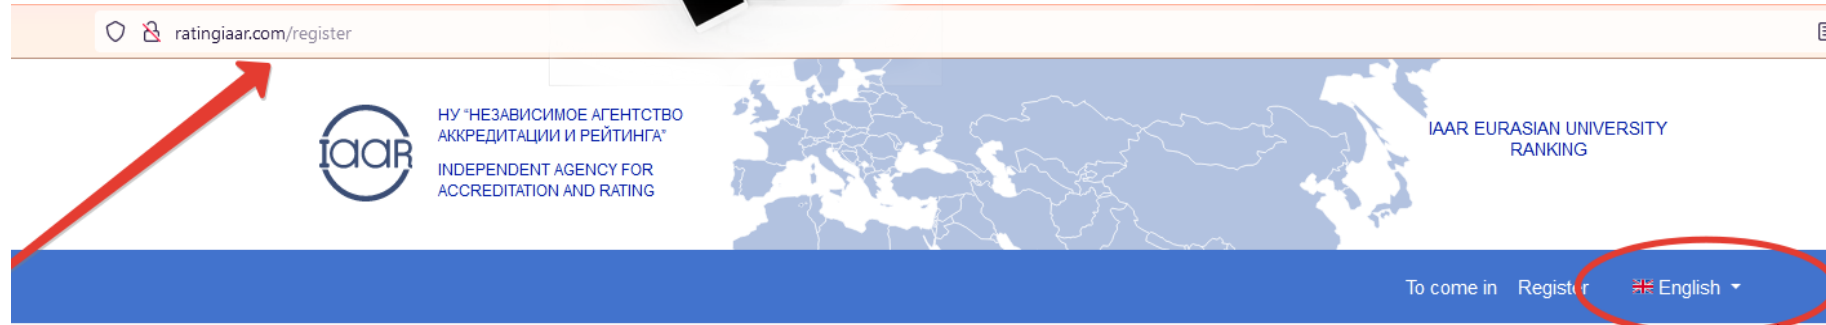 ratingiaar.com/register
IaaR
НУ "НЕЗАВИСИМОЕ АГЕНТСТВО
АККРЕДИТАЦИИ И РЕЙТИНГА"
INDEPENDENT AGENCY FOR
ACCREDITATION AND RATING
IAAR EURASIAN UNIVERSITY
RANKING
To come in Register English